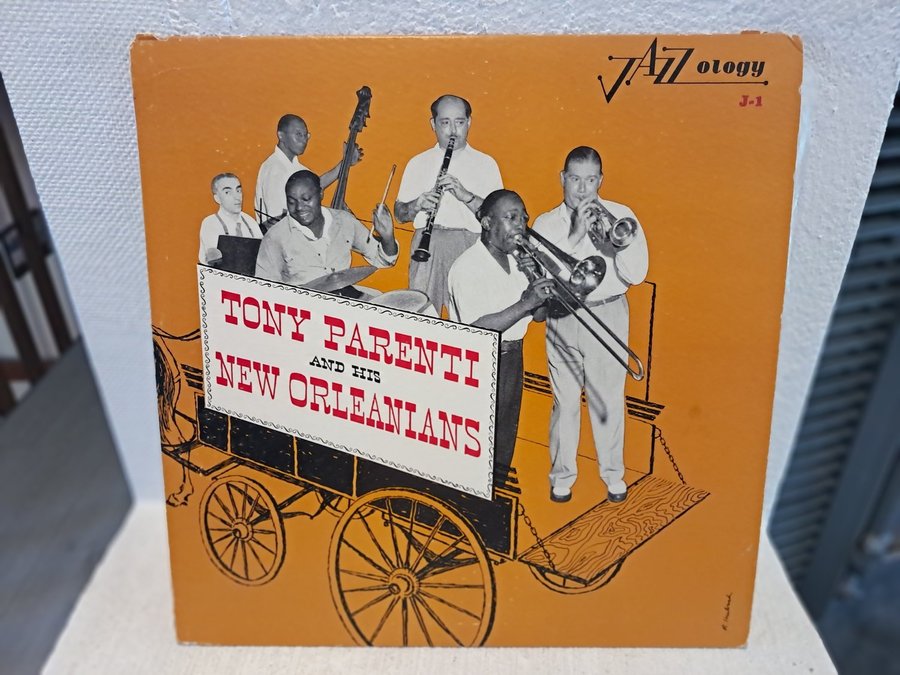 JAZZology
J-1
TONY PARENTI
AND HIS
NEW ORLEANIANS